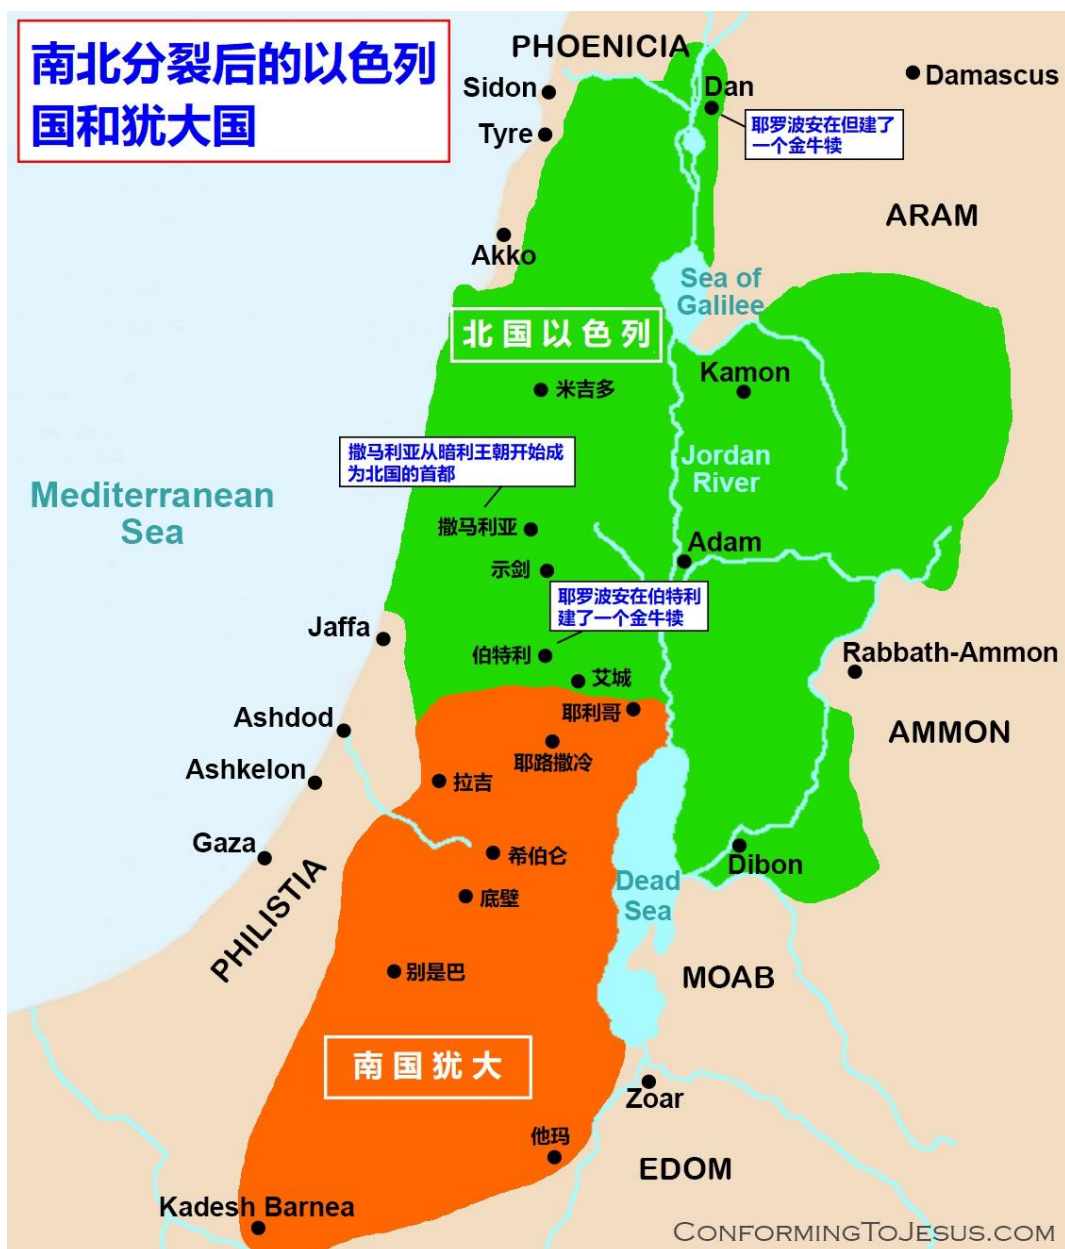 南北分裂后的以色列
国和犹大国
PHOENICIA
Sidon
Dan
Damascus
Tyre
耶罗波安在但建了
一个金牛犊
ARAM
Akko
Sea of
Galilee
北国以色列
Kamon
米吉多
撒马利亚从暗利王朝开始成
为北国的首都
Jordan
River
Mediterranean
Sea
撒马利亚
Adam
示剑
耶罗波安在伯特利
建了一个金牛犊
Jaffa
伯特利
Rabbath-Ammon
艾城
Ashdod
耶利哥
AMMON
耶路撒冷
Ashkelon
拉吉
Gaza
希伯仑
Dibon
Dead
Sea
底壁
PHILISTIA
别是巴
MOAB
南国犹大
Zoar
他玛
EDOM
Kadesh Barnea
CONFORMINGTOJESUS.COM